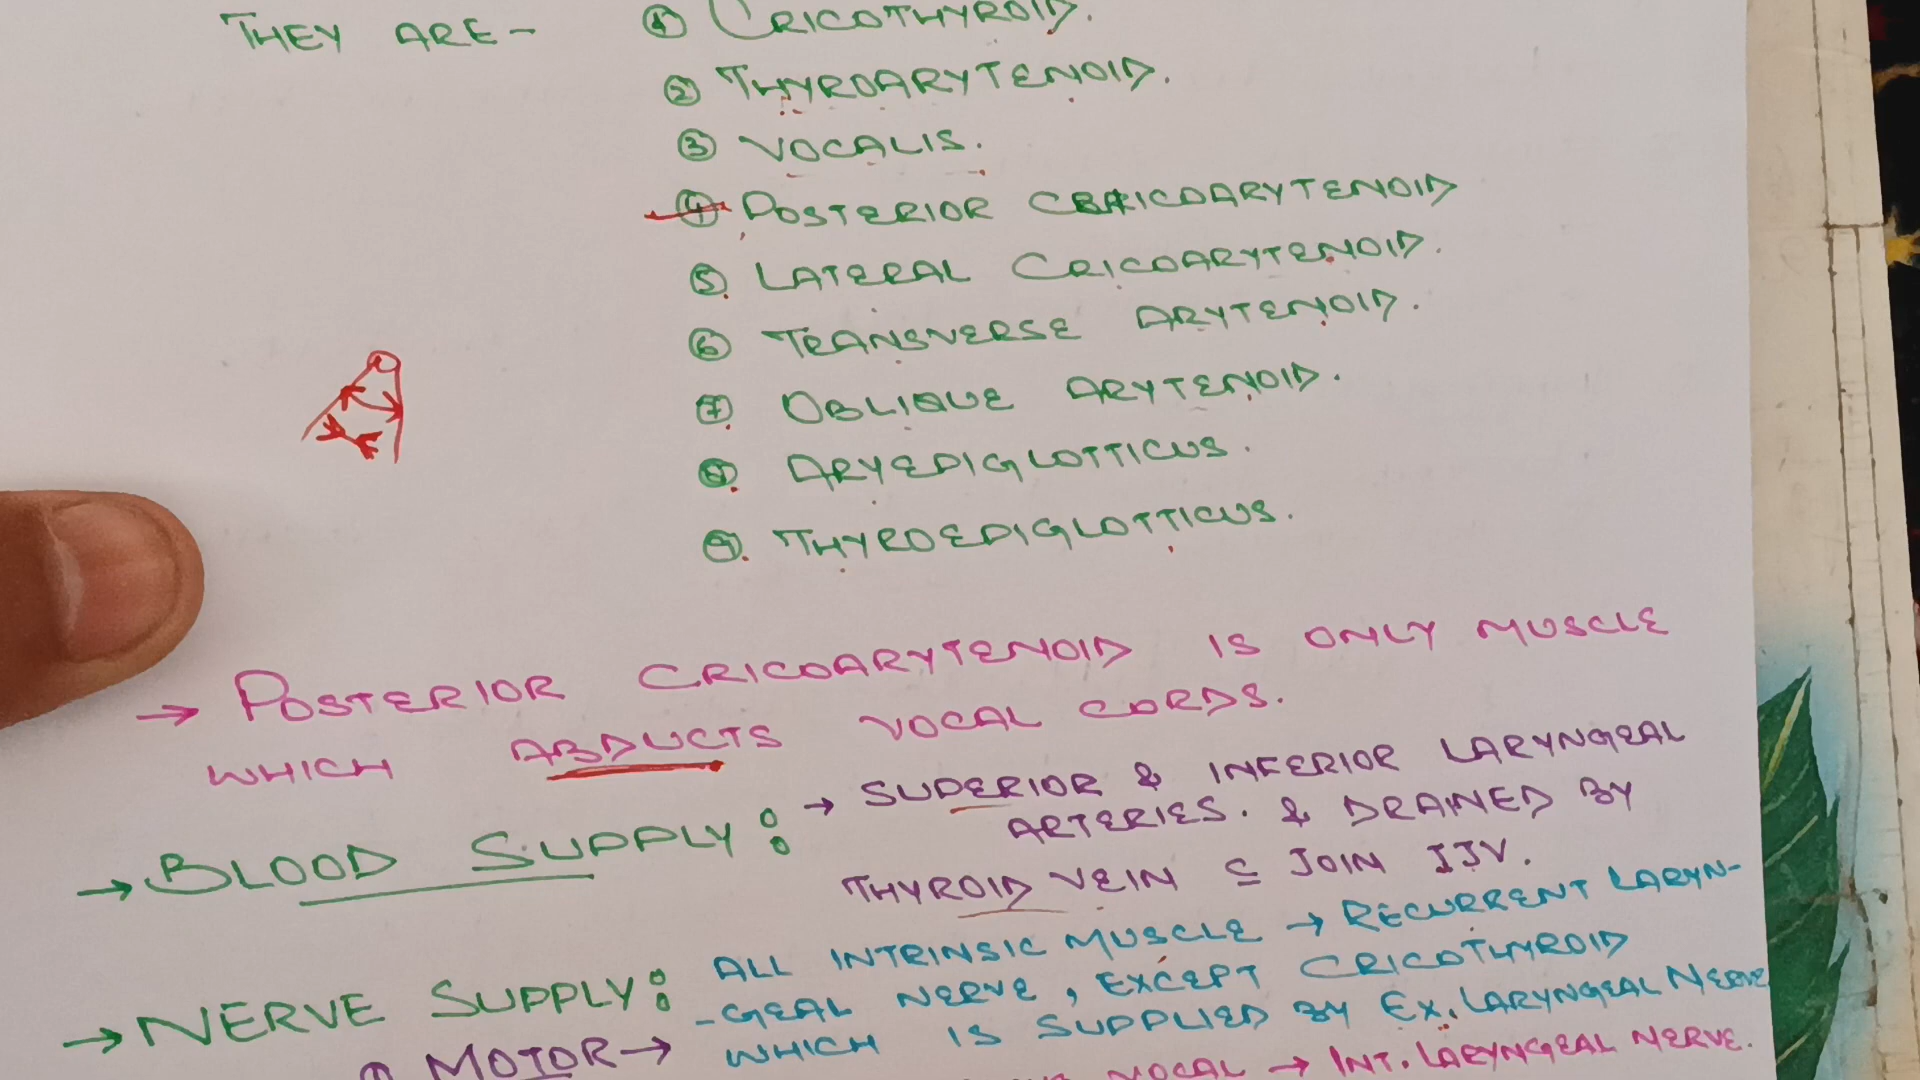 THEY ARE - ① CRICOTHYROID.
② THYROARYTENOID.
③ VOCALIS.
④ POSTERIOR CRICOARYTENOID
⑤. LATERAL CRICOARYTENOID.
⑥ TRANSVERSE ARYTENOID.
⑦. OBLIQUE ARYTENOID.
⑧. ARYEPIGLOTTICUS.
⑨. THYROEPIGLOTTICUS.
→ POSTERIOR CRICOARYTENOID IS ONLY MUSCLE
WHICH ABDUCTS VOCAL CORDS.
→ BLOOD SUPPLY: → SUPERIOR & INFERIOR LARYNGEAL
ARTERIES. & DRAINED BY
THYROID VEIN C JOIN IJV.
→ NERVE SUPPLY: ALL INTRINSIC MUSCLE → RECURRENT LARYN-
-GEAL NERVE, EXCEPT CRICOTHYROID
MOTOR → WHICH IS SUPPLIED BY EX. LARYNGEAL NERVE
VOCAL → INT. LARYNGEAL NERVE.